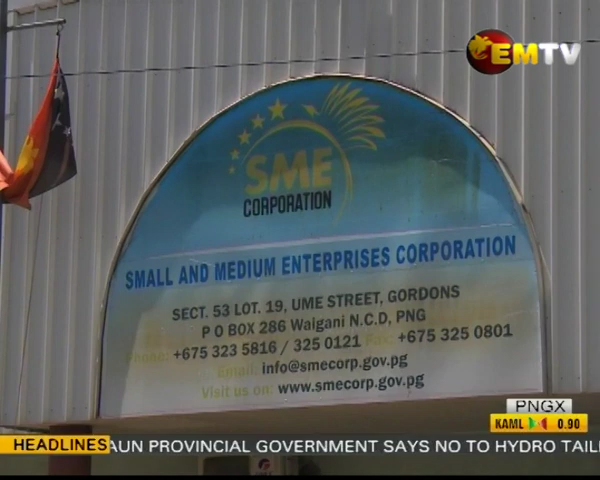 EMTV
SME
CORPORATION
SMALL AND MEDIUM ENTERPRISES CORPORATION
SECT. 53 LOT. 19, UME STREET, GORDONS
P O BOX 286 Waigani N.C.D, PNG
Phone: +675 323 5816 / 325 0121 Fax: +675 325 0801
Email: info@smecorp.gov.pg
Visit us on: www.smecorp.gov.pg
PNGX
KAML 0.90
HEADLINES AUN PROVINCIAL GOVERNMENT SAYS NO TO HYDRO TAIL